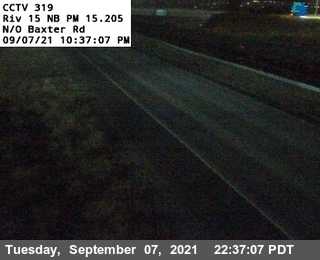 CCTV 319
Riv 15 NB PM 15.205
N/O Baxter Rd
09/07/21 10:37:07 PM
Tuesday, September 07, 2021 22:37:07 PDT